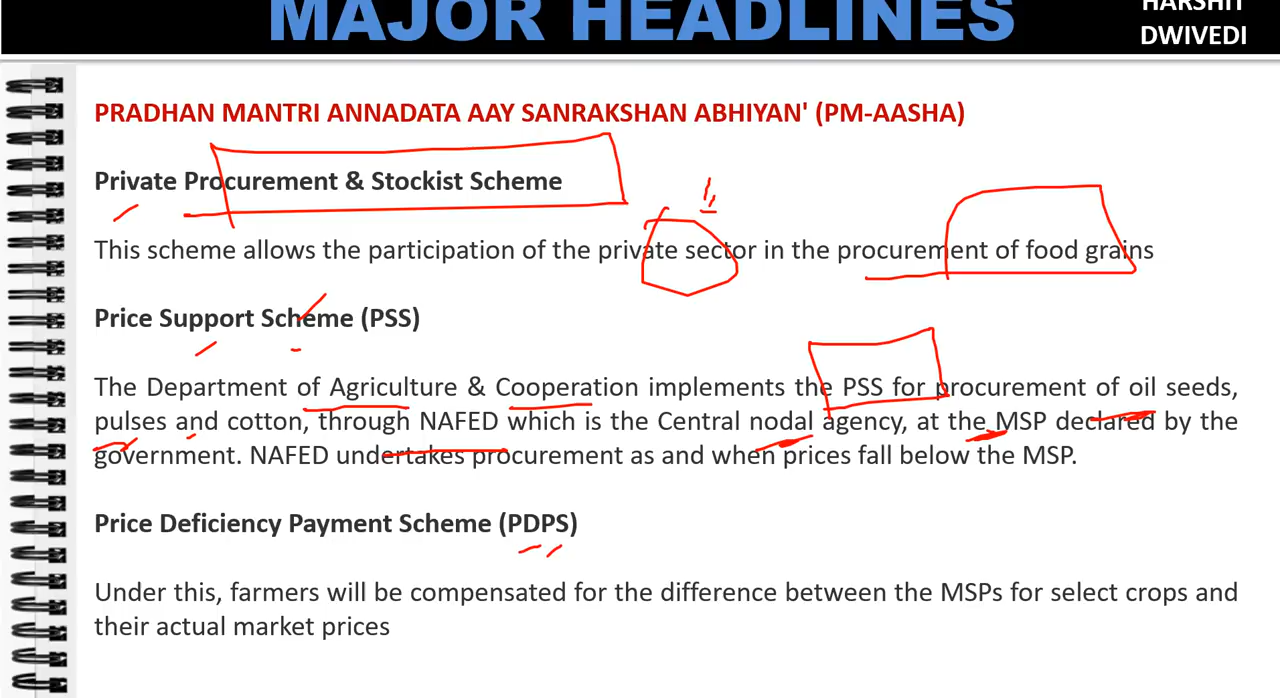 MAJOR HEADLINES
HARSHIT
DWIVEDI
PRADHAN MANTRI ANNADATA AAY SANRAKSHAN ABHIYAN' (PM-AASHA)
Private Procurement & Stockist Scheme
This scheme allows the participation of the private sector in the procurement of food grains
Price Support Scheme (PSS)
The Department of Agriculture & Cooperation implements the PSS for procurement of oil seeds,
pulses and cotton, through NAFED which is the Central nodal agency, at the MSP declared by the
government. NAFED undertakes procurement as and when prices fall below the MSP.
Price Deficiency Payment Scheme (PDPS)
Under this, farmers will be compensated for the difference between the MSPs for select crops and
their actual market prices